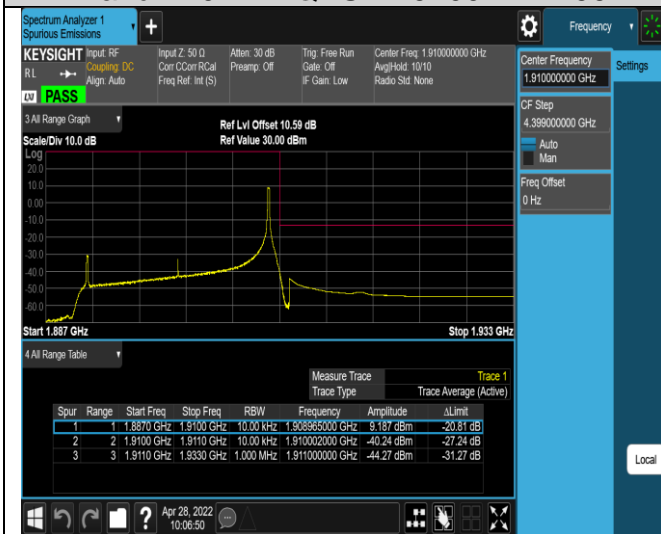 Spectrum Analyzer 1
Spurious Emissions
+
Frequency
KEYSIGHT
RL
Input: RF
Coupling: DC
Align: Auto
Input Z: 50 Ω
Corr CCorr RCal
Freq Ref: Int (S)
Atten: 30 dB
Preamp: Off
Trig: Free Run
Gate: Off
IF Gain: Low
Center Freq: 1.910000000 GHz
Avg|Hold: 10/10
Radio Std: None
LXI PASS
Center Frequency
1.910000000 GHz
Settings
CF Step
4.399000000 GHz
Auto
Man
Freq Offset
0 Hz
3 All Range Graph
Scale/Div 10.0 dB
Ref Lvl Offset 10.59 dB
Ref Value 30.00 dBm
Log
20.0
10.0
0.00
-10.0
-20.0
-30.0
-40.0
-50.0
-60.0
Start 1.887 GHz
Stop 1.933 GHz
4 All Range Table
Measure Trace Trace 1
Trace Type Trace Average (Active)
Spur Range Start Freq Stop Freq RBW Frequency Amplitude ΔLimit
1 1 1.8870 GHz 1.9100 GHz 10.00 kHz 1.908965000 GHz 9.187 dBm -20.81 dB
2 2 1.9100 GHz 1.9110 GHz 10.00 kHz 1.910002000 GHz -40.24 dBm -27.24 dB
3 3 1.9110 GHz 1.9330 GHz 1.000 MHz 1.911000000 GHz -44.27 dBm -31.27 dB
Local
?
Apr 28, 2022
10:06:50